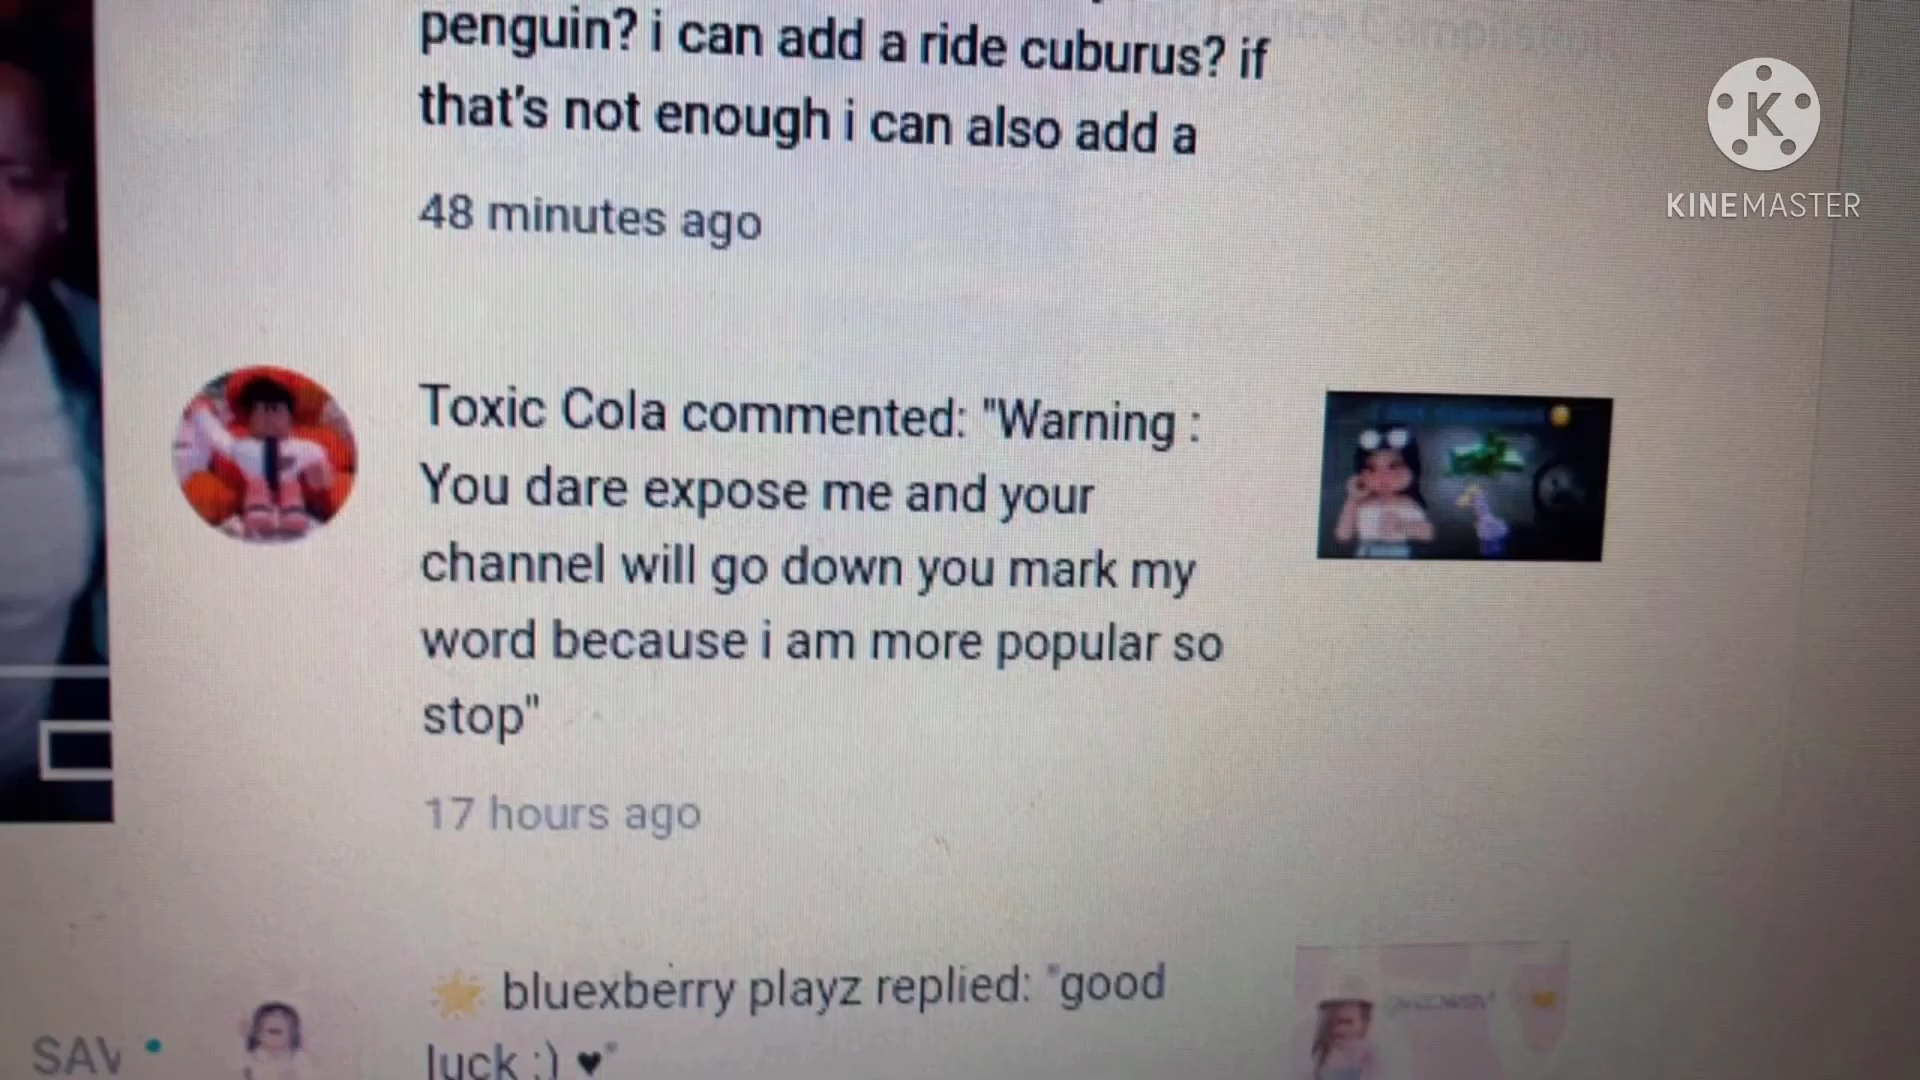 penguin? i can add a ride cuburus? if
that's not enough i can also add a
48 minutes ago
K
KINEMASTER
Toxic Cola commented: "Warning :
You dare expose me and your
channel will go down you mark my
word because i am more popular so
stop"
17 hours ago
🌟 bluexberry playz replied: "good
luck :) ♥"
SAV